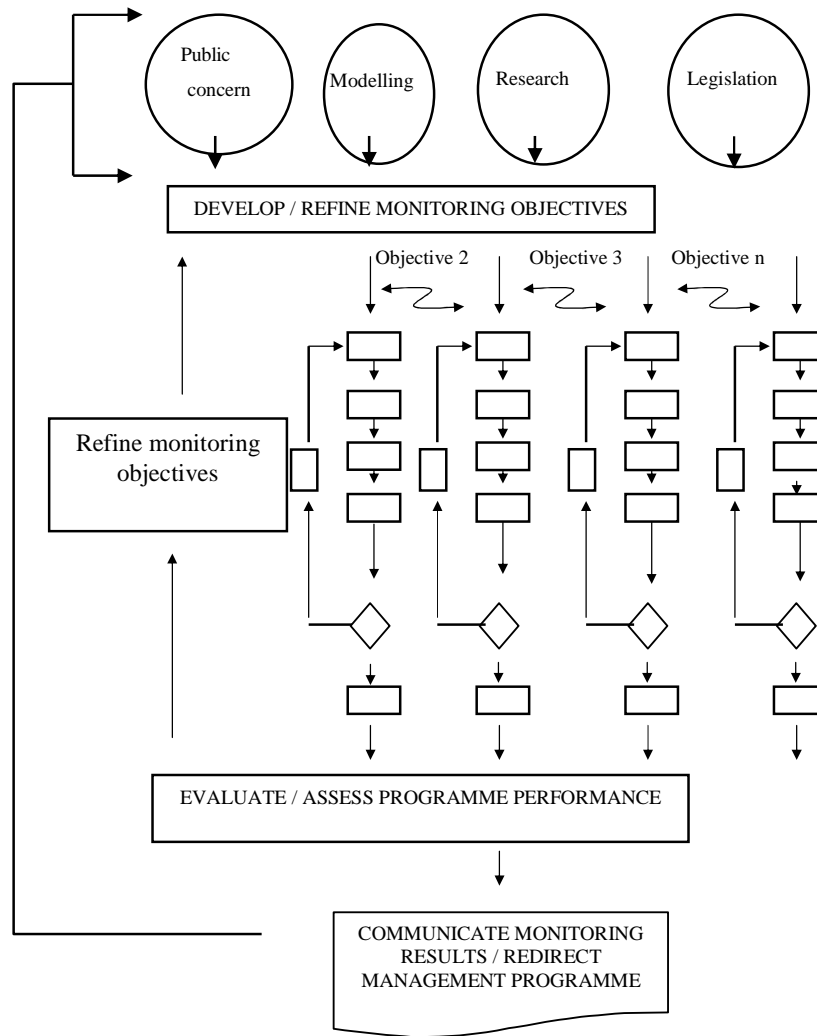 Public
concern
Modelling
Research
Legislation
DEVELOP / REFINE MONITORING OBJECTIVES
Objective 2
Objective 3
Objective n
Refine monitoring
objectives
EVALUATE / ASSESS PROGRAMME PERFORMANCE
COMMUNICATE MONITORING
RESULTS / REDIRECT
MANAGEMENT PROGRAMME